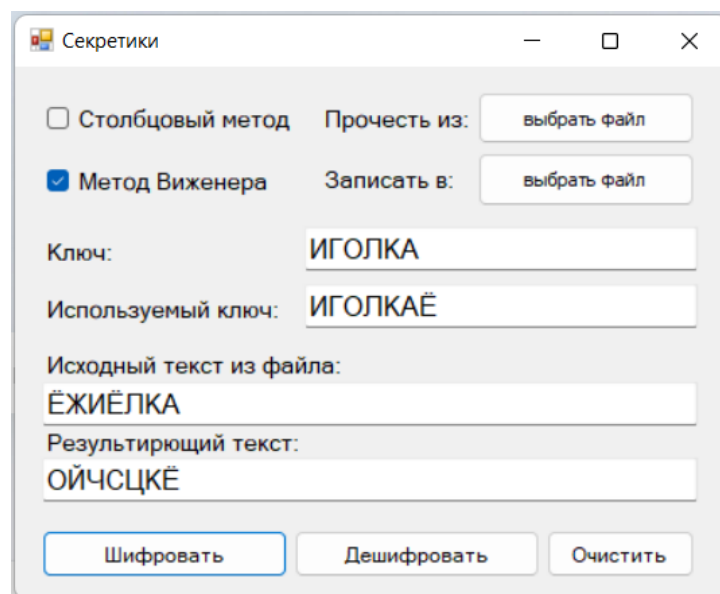 Секретики
Столбцовый метод Прочесть из: выбрать файл
Метод Виженера Записать в: выбрать файл
Ключ: ИГОЛКА
Используемый ключ: ИГОЛКАЁ
Исходный текст из файла:
ЁЖИЁЛКА
Результирющий текст:
ОЙЧСЦКЁ
Шифровать Дешифровать Очистить